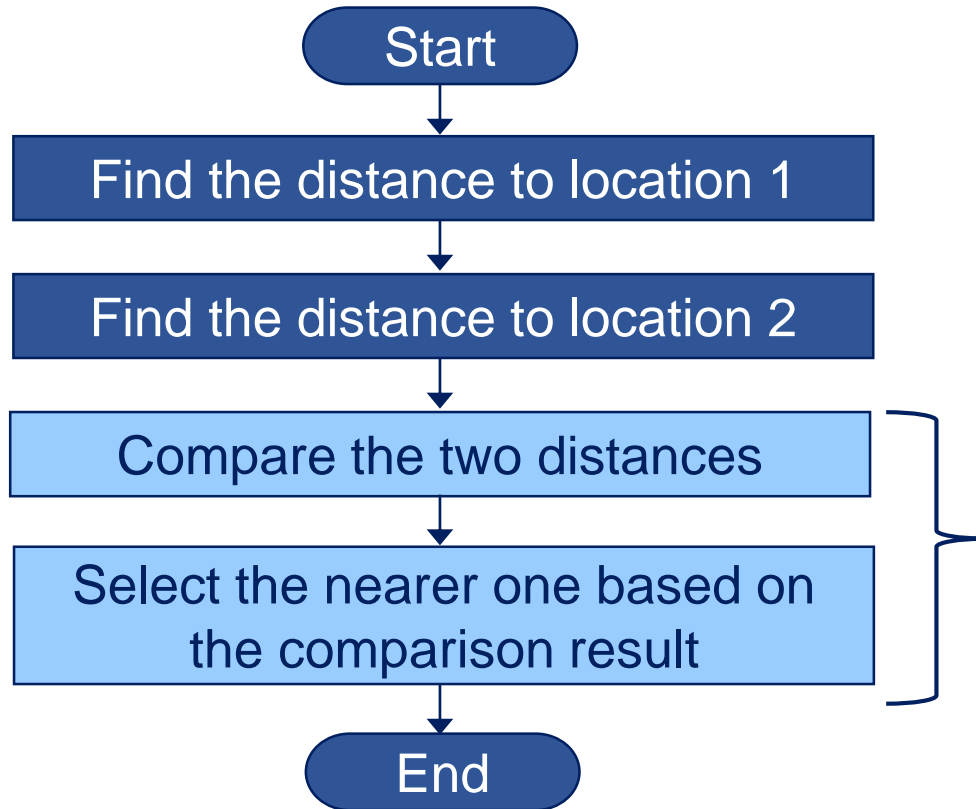 Start
Find the distance to location 1
Find the distance to location 2
Compare the two distances
Select the nearer one based on
the comparison result
End